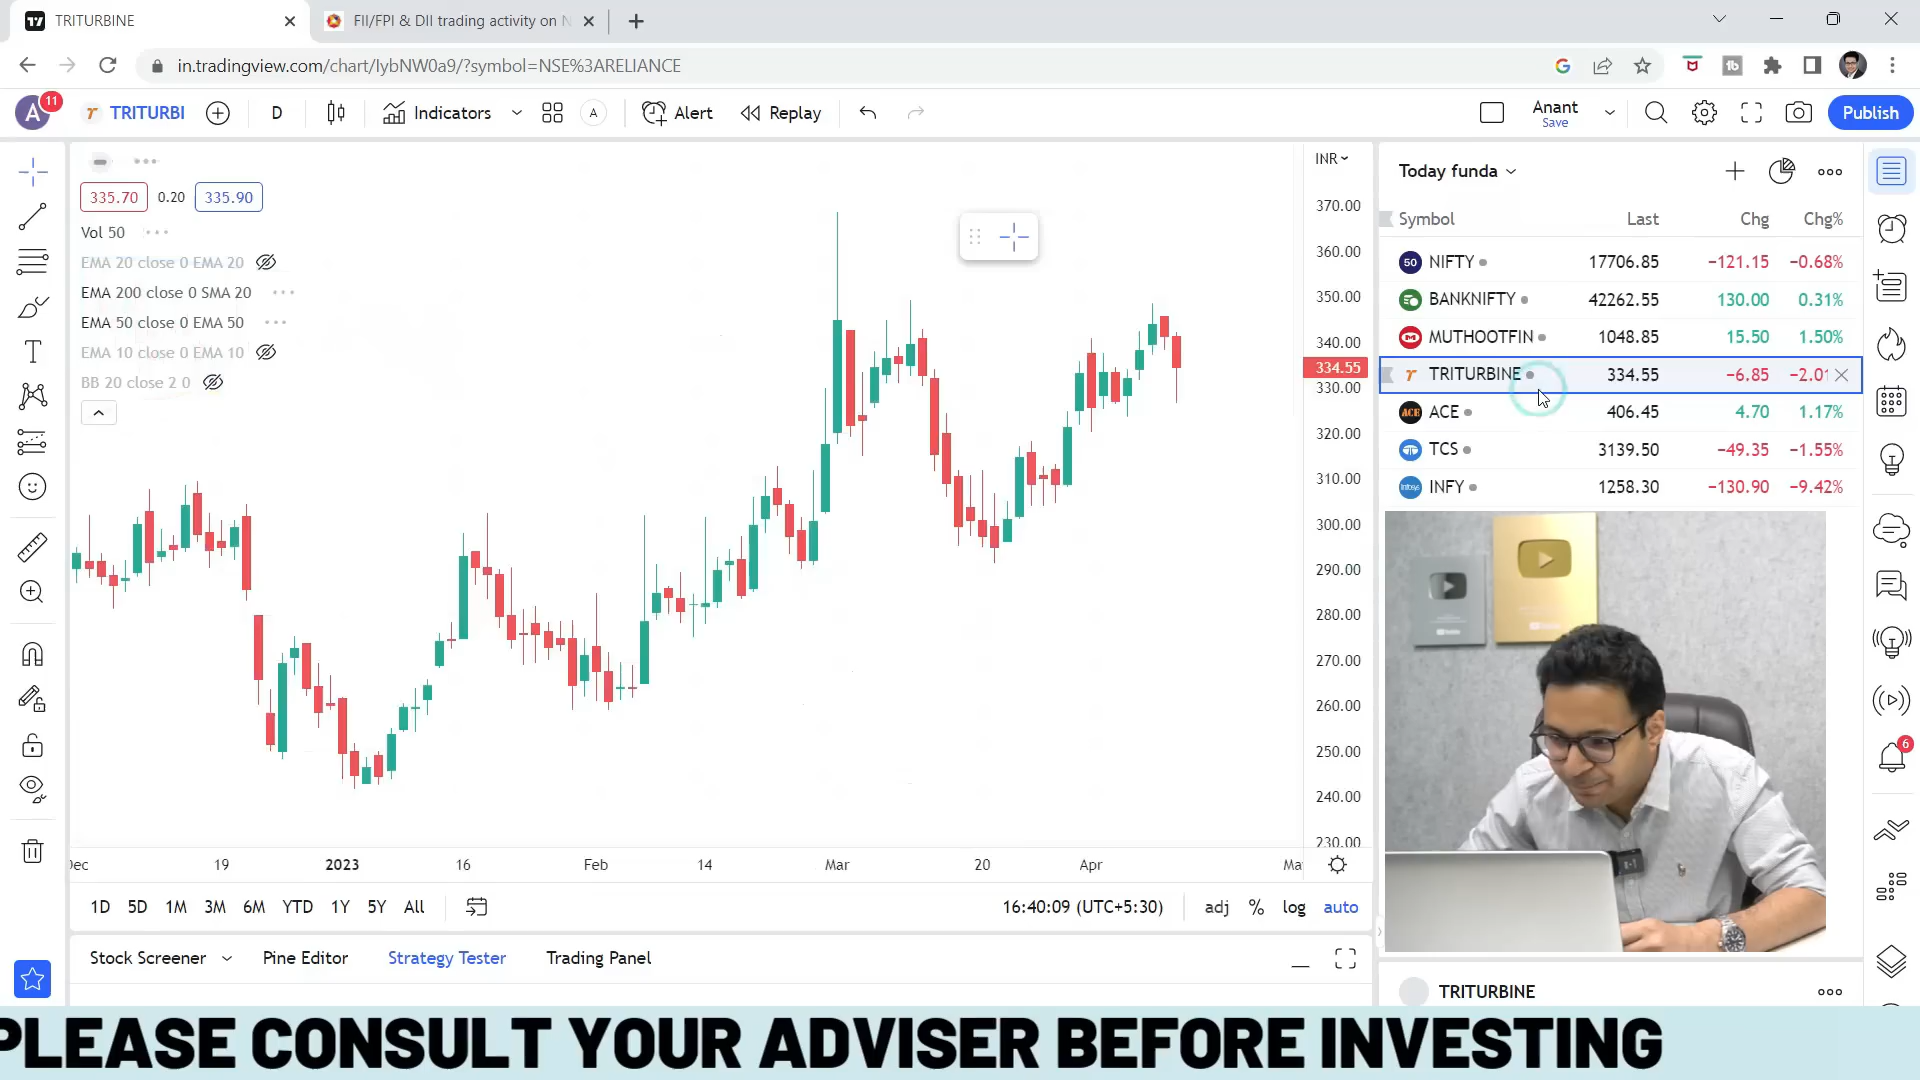 TRITURBINE
FII/FPI & DII trading activity on N
in.tradingview.com/chart/IybNW0a9/?symbol=NSE%3ARELIANCE
A
11
TRITURBI
D
Indicators
A
Alert
Replay
Anant
Save
Publish
335.70
0.20
335.90
Vol 50
EMA 20 close 0 EMA 20
EMA 200 close 0 SMA 20
EMA 50 close 0 EMA 50
EMA 10 close 0 EMA 10
BB 20 close 2 0
INR
370.00
360.00
350.00
340.00
334.55
330.00
320.00
310.00
300.00
290.00
280.00
270.00
260.00
250.00
240.00
230.00
Dec 19 2023 16 Feb 14 Mar 20 Apr
1D 5D 1M 3M 6M YTD 1Y 5Y All
16:40:09 (UTC+5:30)
adj % log auto
Stock Screener Pine Editor Strategy Tester Trading Panel
Today funda
Symbol Last Chg Chg%
50 NIFTY 17706.85 −121.15 −0.68%
BANKNIFTY 42262.55 130.00 0.31%
MUTHOOTFIN 1048.85 15.50 1.50%
TRITURBINE 334.55 −6.85 −2.01
ACE ACE 406.45 4.70 1.17%
TCS 3139.50 −49.35 −1.55%
Infosys INFY 1258.30 −130.90 −9.42%
6
TRITURBINE
PLEASE CONSULT YOUR ADVISER BEFORE INVESTING